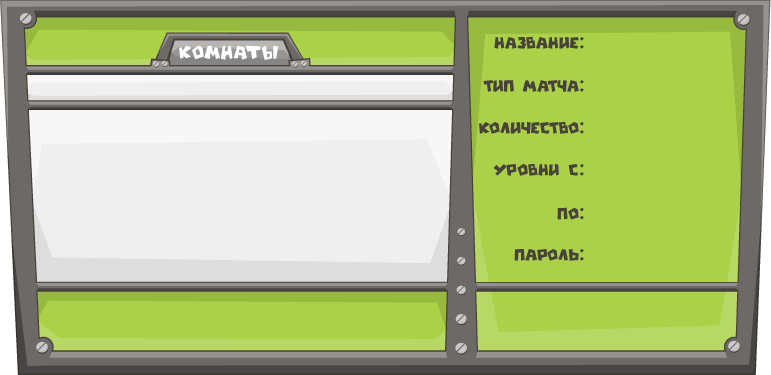 КОМНАТЫ
НАЗВАНИЕ:
ТИП МАТЧА:
КОЛИЧЕСТВО:
УРОВНИ С:
ПО:
ПАРОЛЬ: